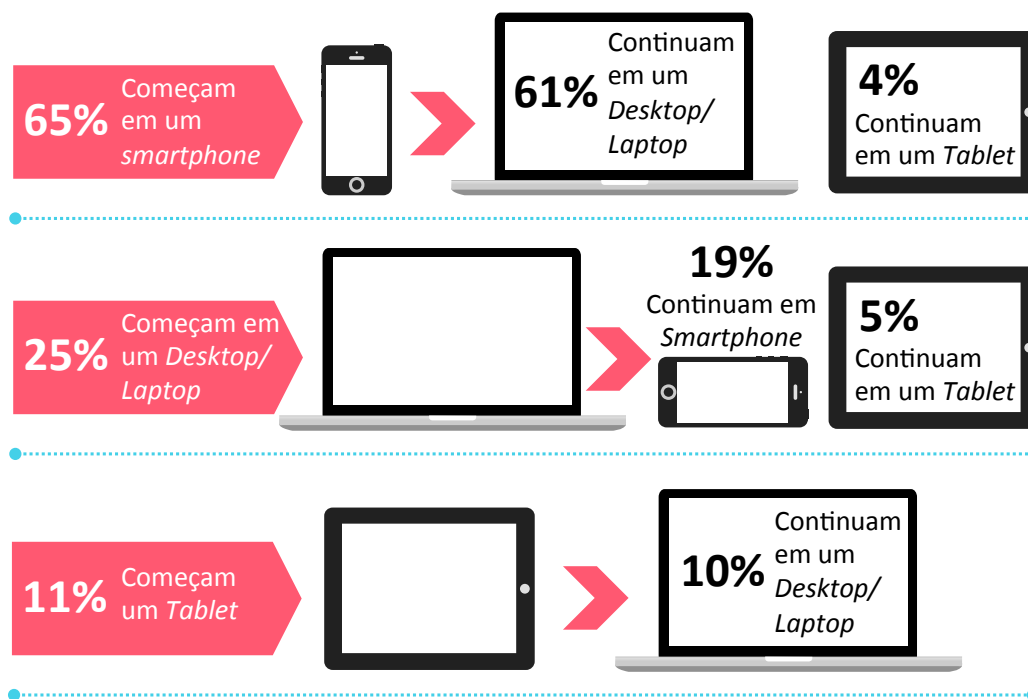 65%
Começam
em um
smartphone
61%
Continuam
em um
Desktop/
Laptop
4%
Continuam
em um Tablet
25%
Começam em
um Desktop/
Laptop
19%
Continuam em
Smartphone
5%
Continuam
em um Tablet
11%
Começam
um Tablet
10%
Continuam
em um
Desktop/
Laptop